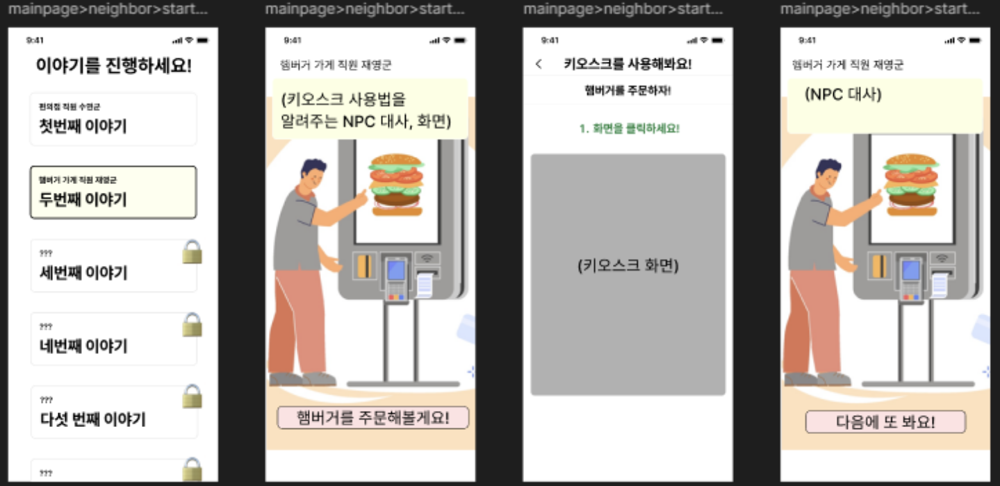 mainpage>neighbor>start...
9:41
이야기를 진행하세요!
편의점 직원 수연군
첫번째 이야기
햄버거 가게 직원 재영군
두번째 이야기
???
세번째 이야기
???
네번째 이야기
???
다섯 번째 이야기
???
mainpage>neighbor>start...
9:41
햄버거 가게 직원 재영군
(키오스크 사용법을
알려주는 NPC 대사, 화면)
햄버거를 주문해볼게요!
mainpage>neighbor>start...
9:41
키오스크를 사용해봐요!
햄버거를 주문하자!
1. 화면을 클릭하세요!
(키오스크 화면)
mainpage>neighbor>start...
9:41
햄버거 가게 직원 재영군
(NPC 대사)
다음에 또 봐요!